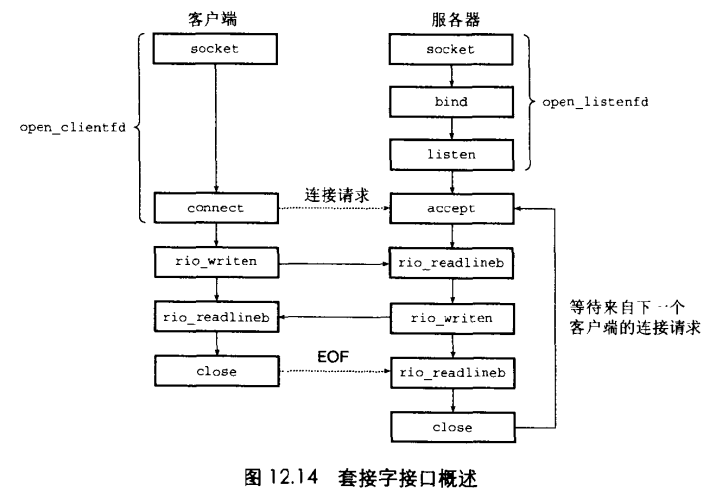 客户端
服各器
socket
socket
bind
open_clientfd
open_listenfd
listen
连接请求
connect
accept
rio_writen
rio_readlineb
等待来自下一个
客户端的连接请求
rio_readlineb
rio_writen
EOF
close
rio_readlineb
close
图 12.14 套接字接口概述